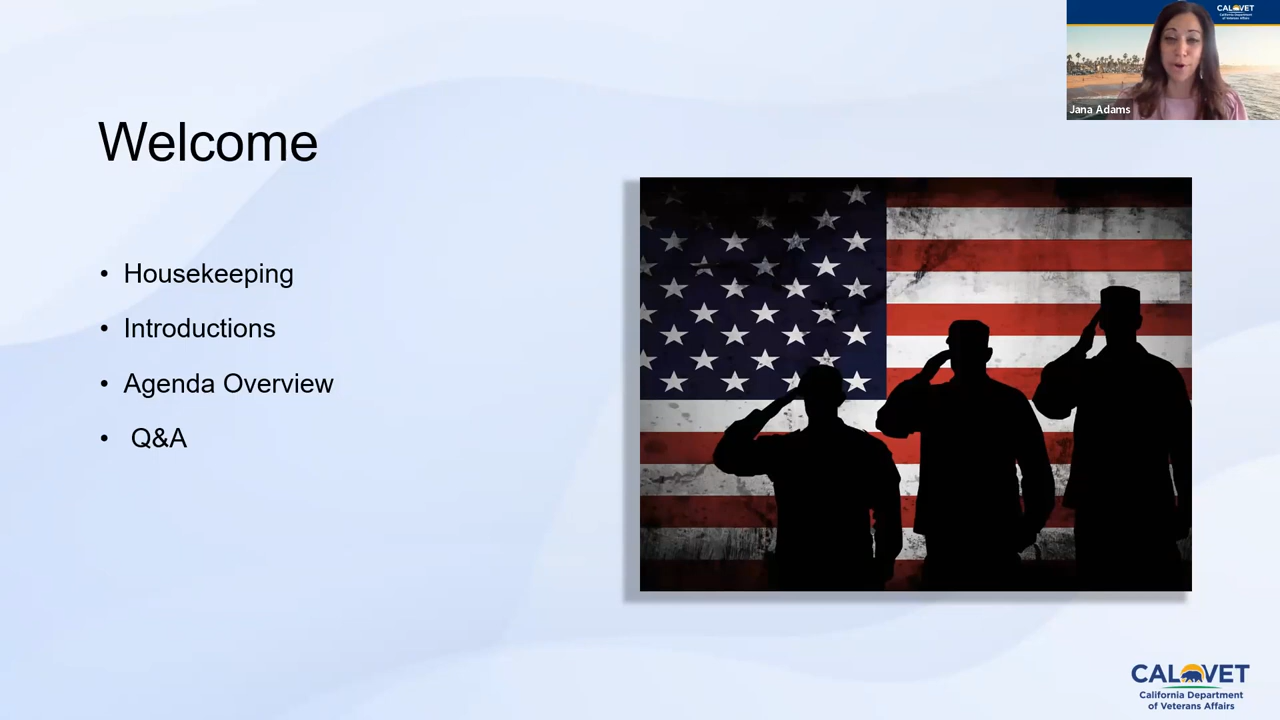 CALVET
California Department
of Veterans Affairs
Jana Adams
Welcome
• Housekeeping
• Introductions
• Agenda Overview
• Q&A
CALVET
California Department
of Veterans Affairs